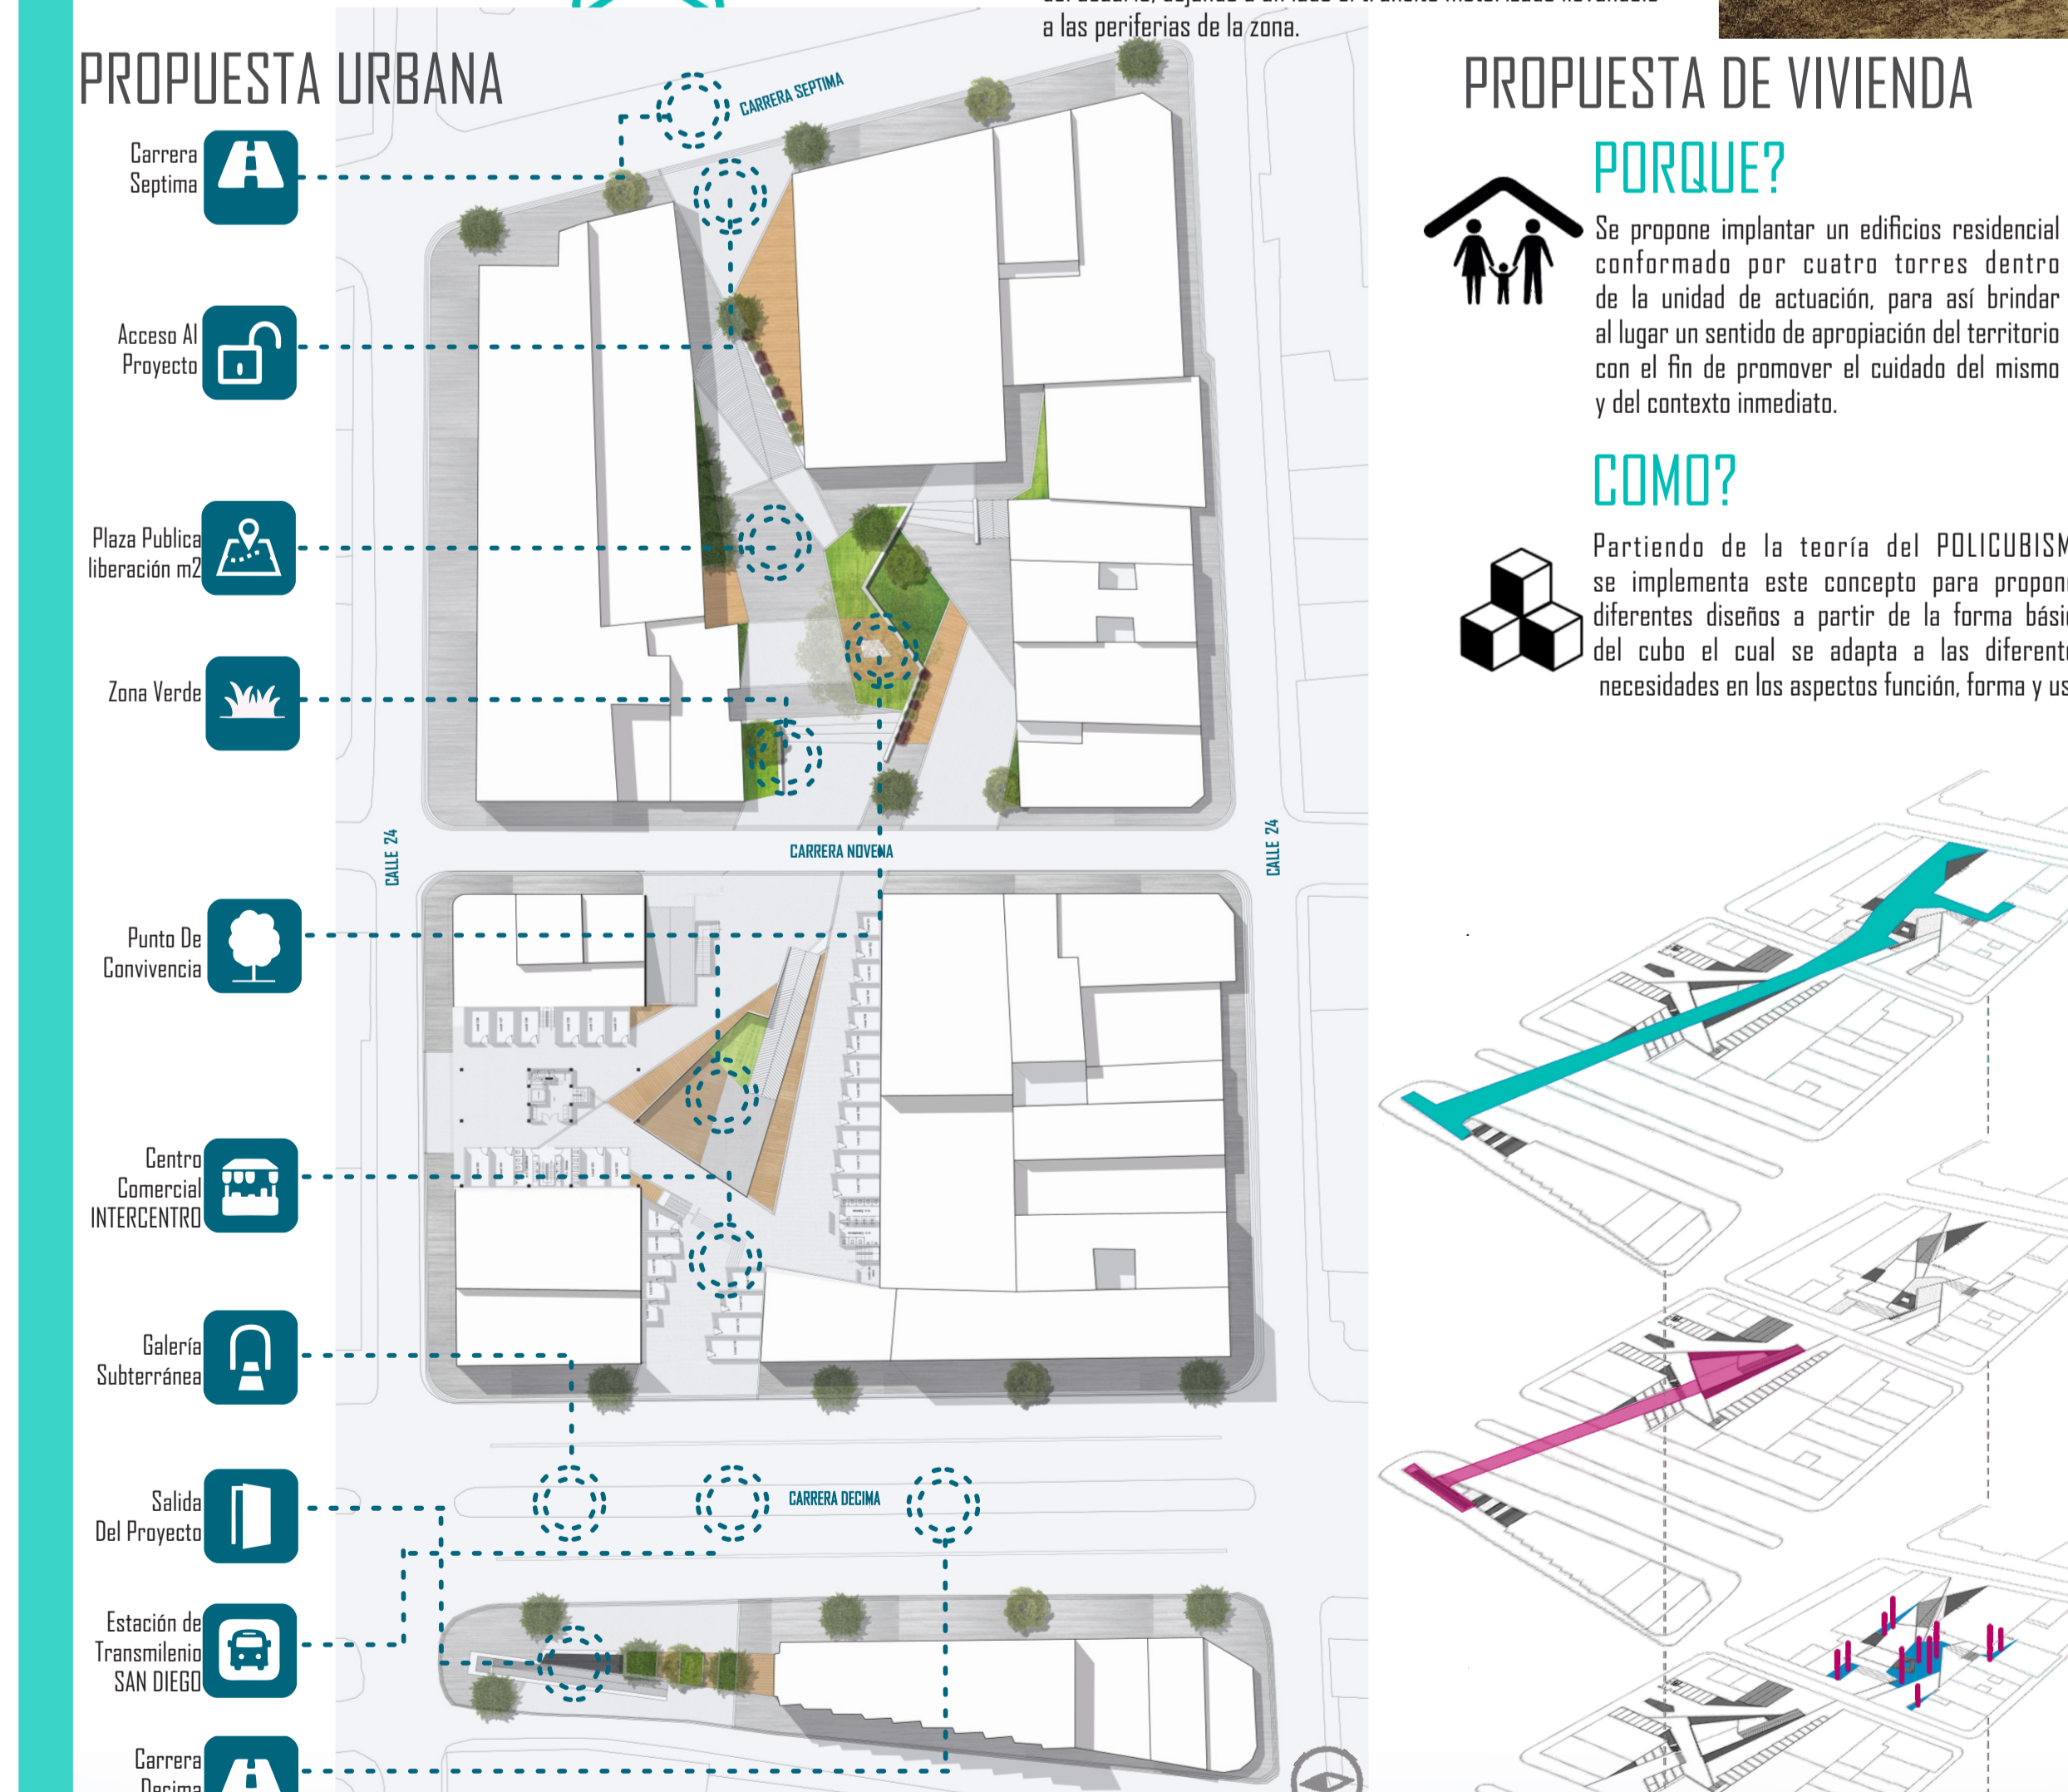 a las periferias de la zona.
PROPUESTA URBANA
CARRERA SEPTIMA
Carrera
Septima
Acceso Al
Proyecto
Plaza Publica
liberación m2
Zona Verde
CALLE 24
CARRERA NOVENA
CALLE 24
Punto De
Convivencia
Centro
Comercial
INTERCENTRO
Galería
Subterránea
Salida
Del Proyecto
CARRERA DECIMA
Estación de
Transmilenio
SAN DIEGO
Carrera
Decima
PROPUESTA DE VIVIENDA
PORQUE?
Se propone implantar un edificios residencial
conformado por cuatro torres dentro
de la unidad de actuación, para así brindar
al lugar un sentido de apropiación del territorio
con el fin de promover el cuidado del mismo
y del contexto inmediato.
COMO?
Partiendo de la teoría del POLICUBISM
se implementa este concepto para propone
diferentes diseños a partir de la forma básic
del cubo el cual se adapta a las diferente
necesidades en los aspectos función, forma y us